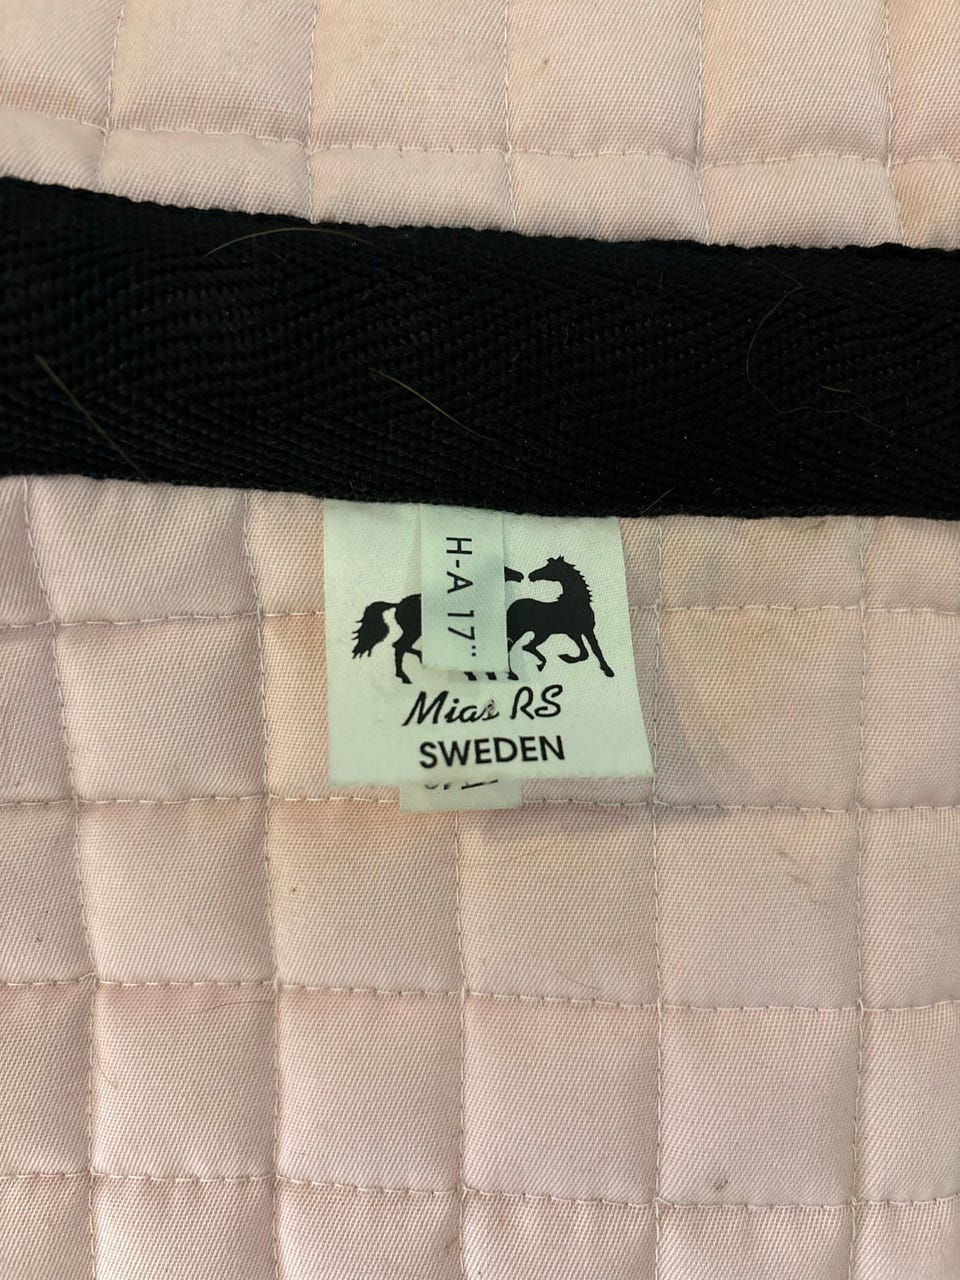 H-A 17"
Mias RS
SWEDEN